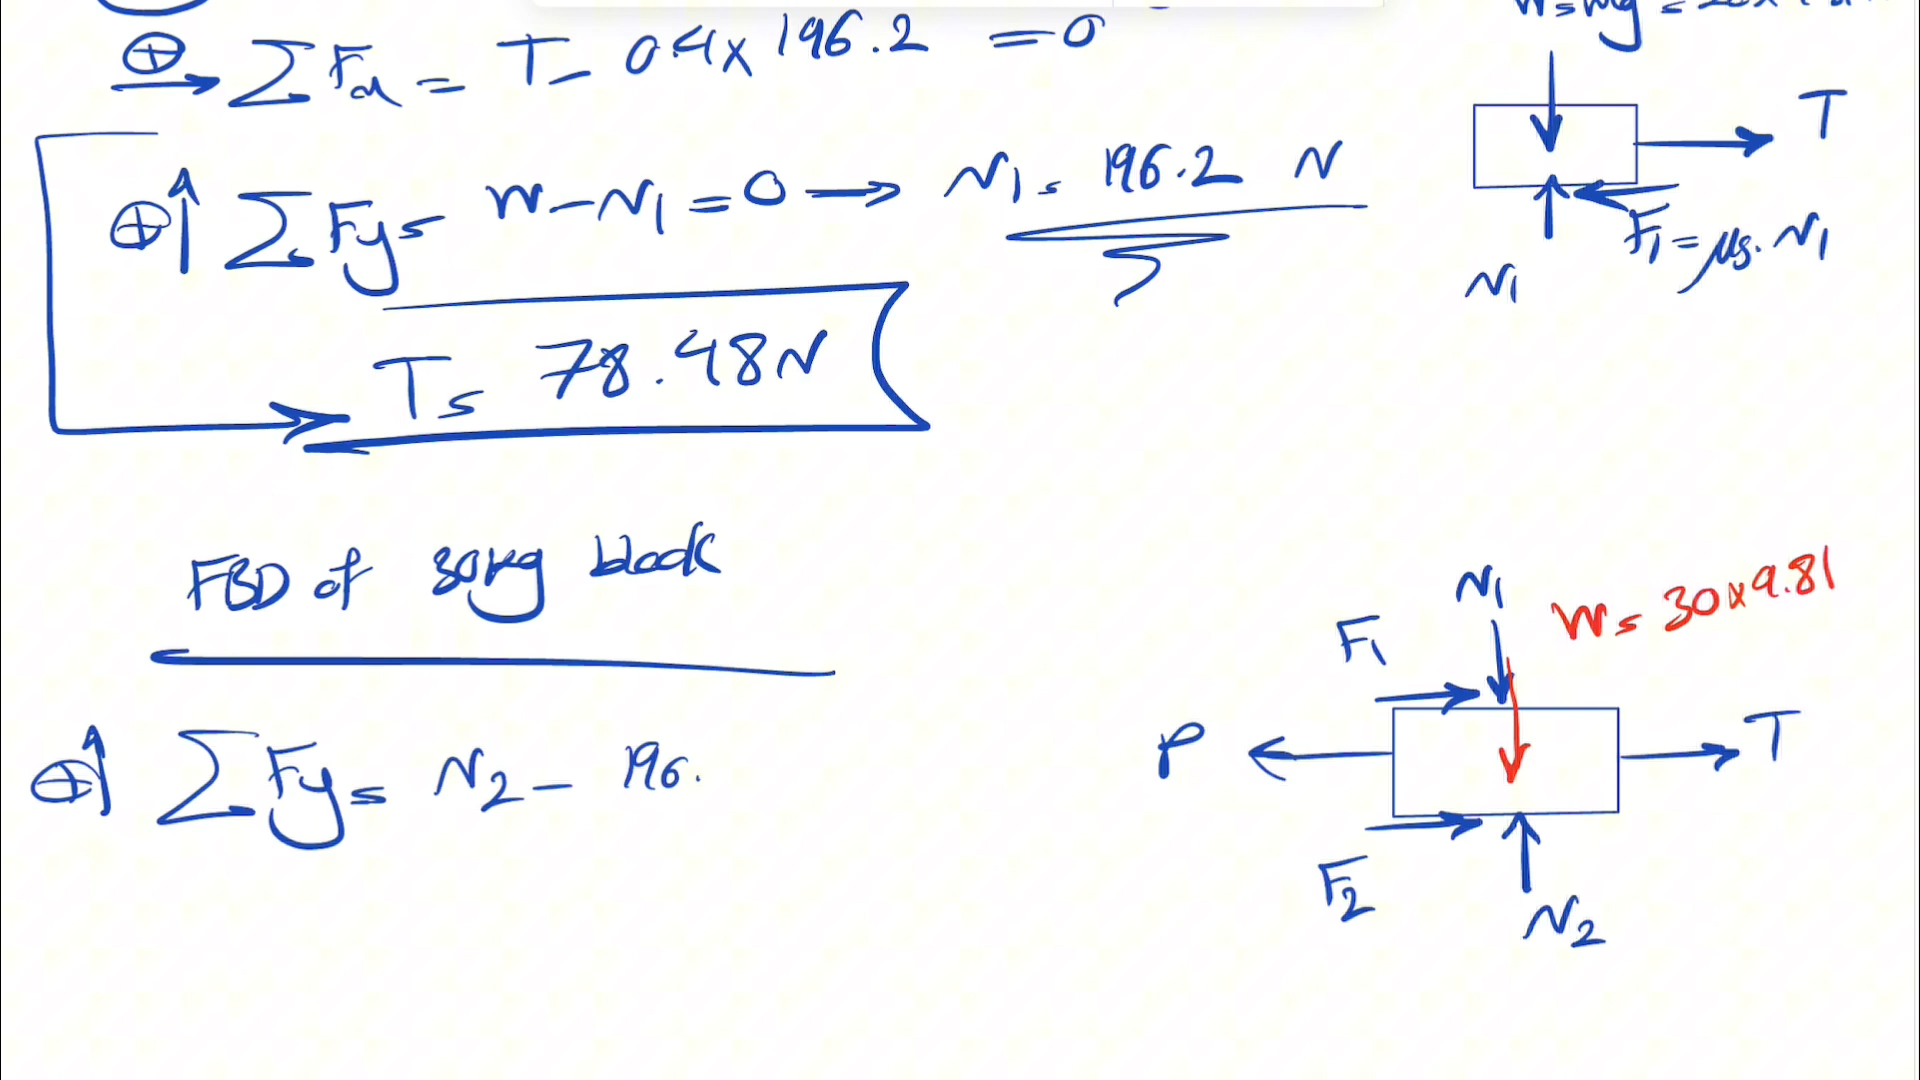 ΣFx = T - 0.4 x 196.2 = 0
T
ΣFy = W - N1 = 0 → N1 = 196.2 N
F1 = μs. N1
N1
T = 78.48N
FBD of 30kg block
N1
W = 30x9.81
F1
ΣFy = N2 - 196.
P
T
F2
N2